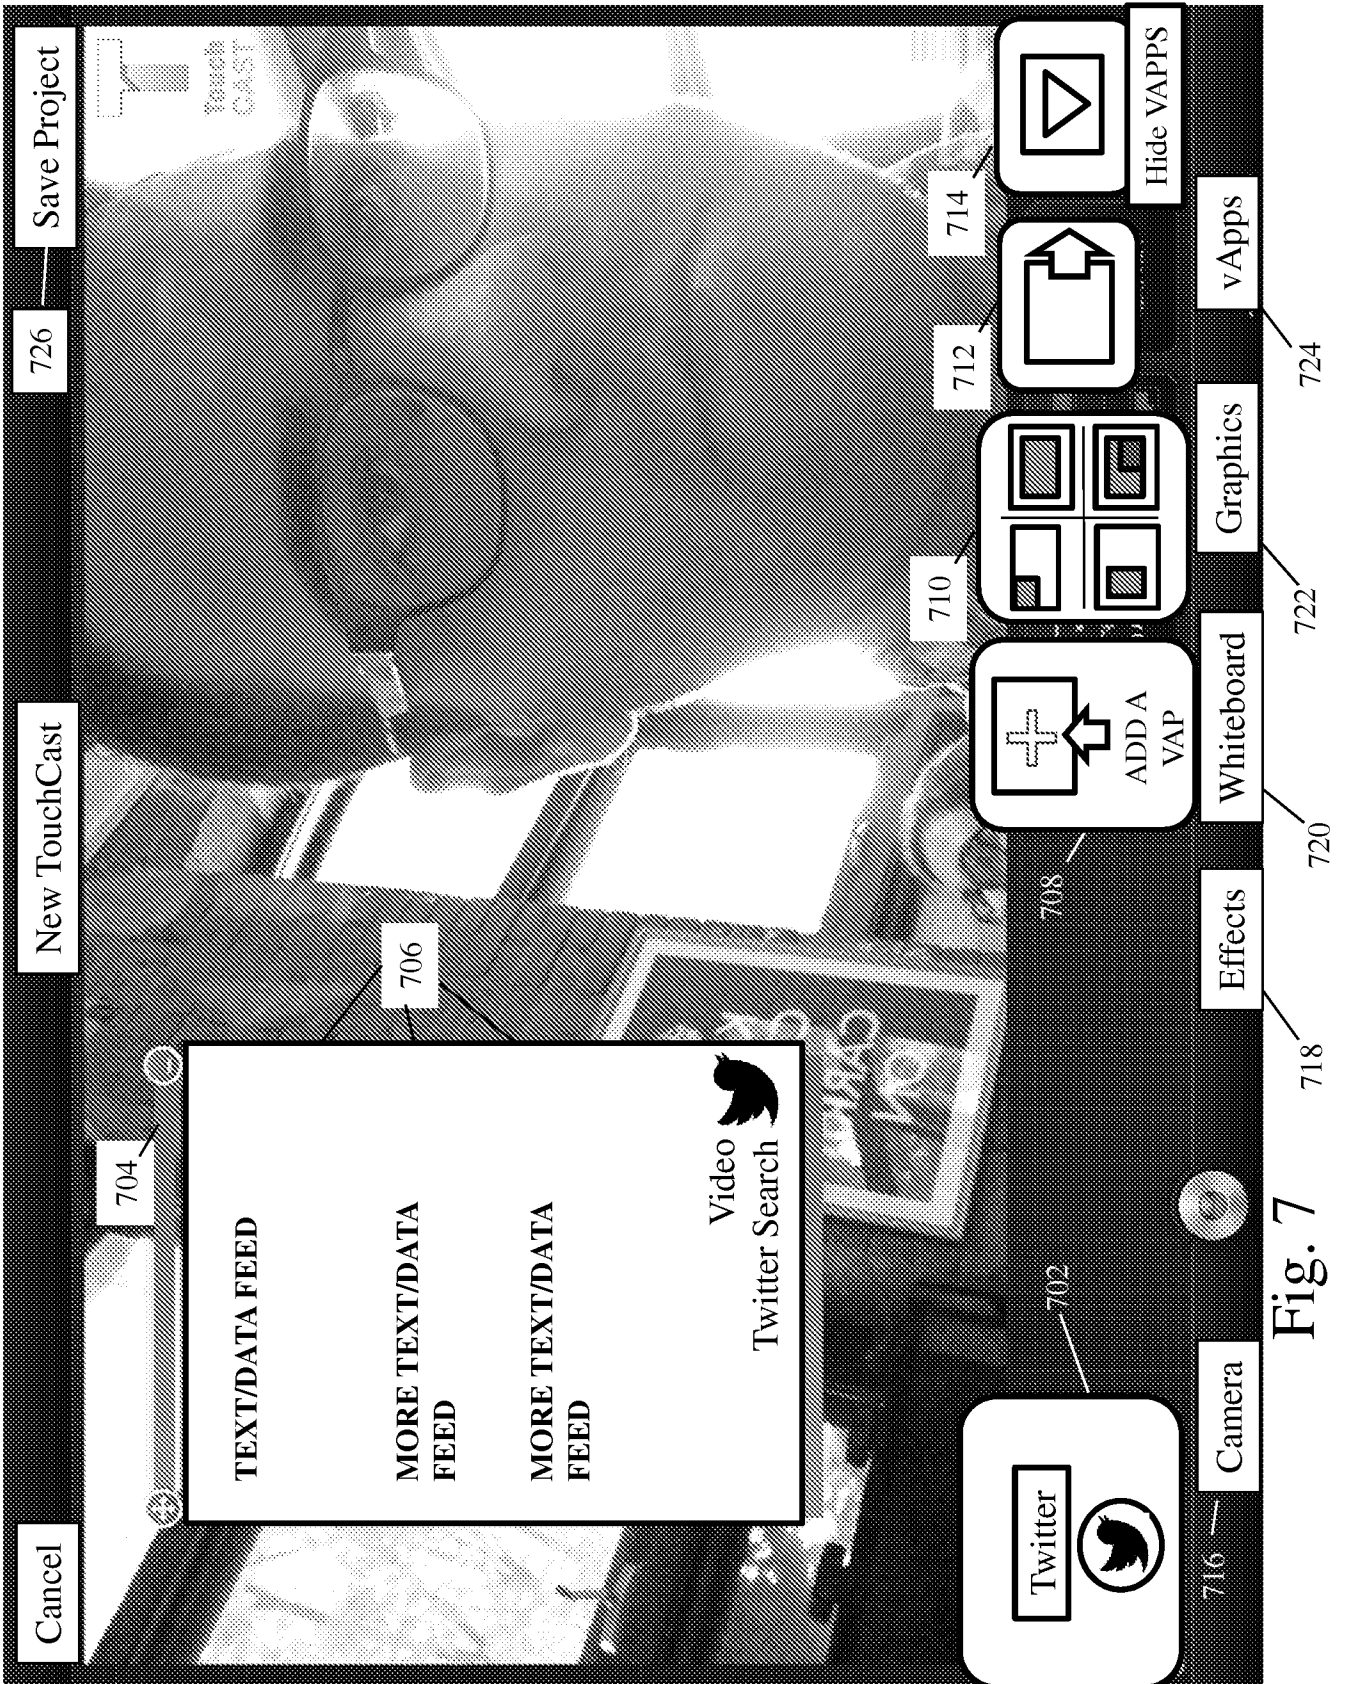 Cancel
New TouchCast
726
Save Project
Touch
CAST
704
706
TEXT/DATA FEED
MORE TEXT/DATA
FEED
MORE TEXT/DATA
FEED
Video
Twitter Search
702
Twitter
708
ADD A
VAP
710
712
714
Hide VAPPS
716
Camera
Effects
Whiteboard
Graphics
vApps
718
720
722
724
Fig. 7